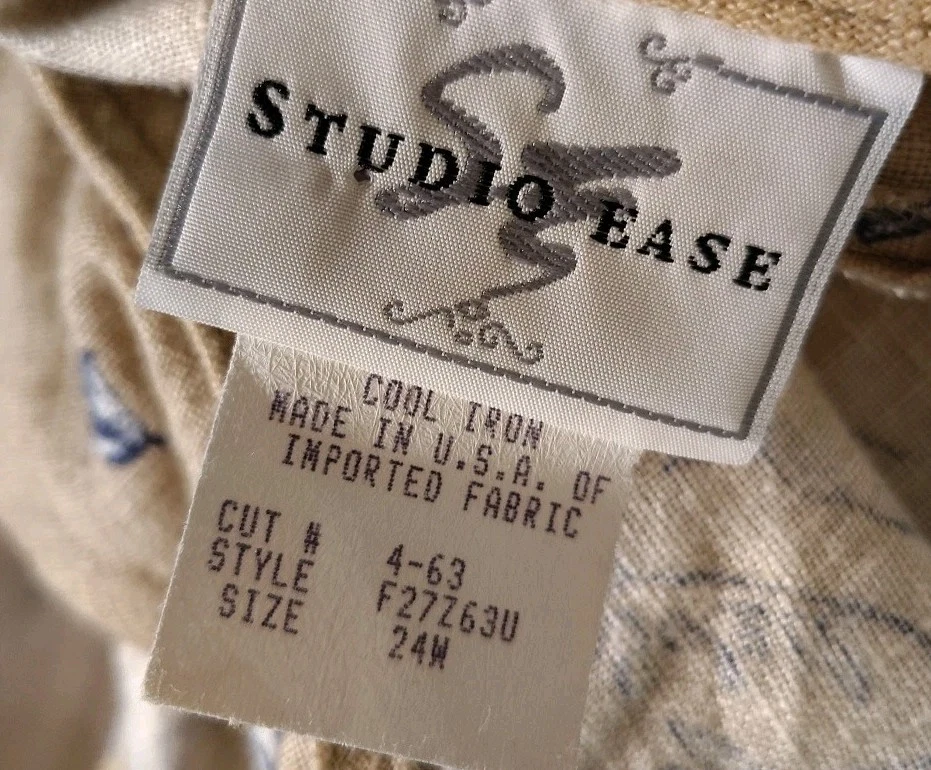 STUDIO EASE
COOL IRON
MADE IN U.S.A. OF
IMPORTED FABRIC
CUT # 4-63
STYLE F27Z63U
SIZE 24W